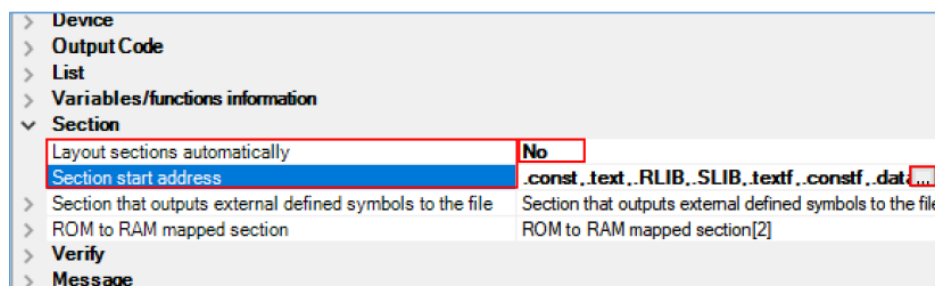 Device
Output Code
List
Variables/functions information
Section
Layout sections automatically No
Section start address .const,.text,.RLIB,.SLIB,.textf,.constf,.data ...
Section that outputs external defined symbols to the file Section that outputs external defined symbols to the file
ROM to RAM mapped section ROM to RAM mapped section[2]
Verify
Message